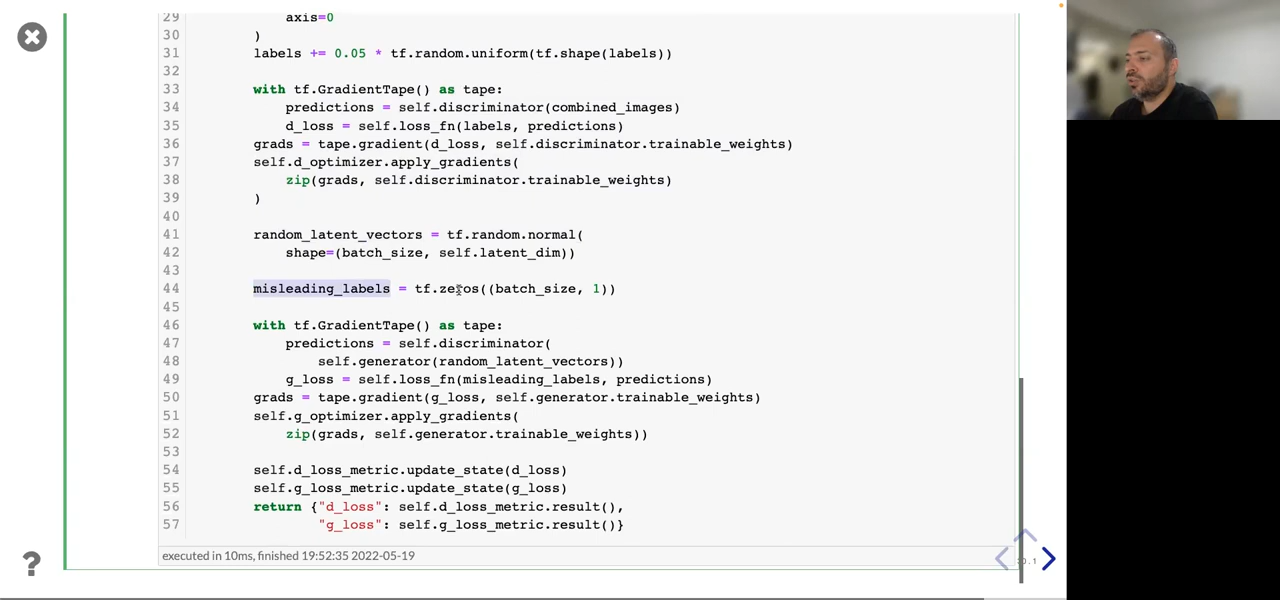 29 axis=0
30 )
31 labels += 0.05 * tf.random.uniform(tf.shape(labels))
32
33 with tf.GradientTape() as tape:
34 predictions = self.discriminator(combined_images)
35 d_loss = self.loss_fn(labels, predictions)
36 grads = tape.gradient(d_loss, self.discriminator.trainable_weights)
37 self.d_optimizer.apply_gradients(
38 zip(grads, self.discriminator.trainable_weights)
39 )
40
41 random_latent_vectors = tf.random.normal(
42 shape=(batch_size, self.latent_dim))
43
44 misleading_labels = tf.zeros((batch_size, 1))
45
46 with tf.GradientTape() as tape:
47 predictions = self.discriminator(
48 self.generator(random_latent_vectors))
49 g_loss = self.loss_fn(misleading_labels, predictions)
50 grads = tape.gradient(g_loss, self.generator.trainable_weights)
51 self.g_optimizer.apply_gradients(
52 zip(grads, self.generator.trainable_weights))
53
54 self.d_loss_metric.update_state(d_loss)
55 self.g_loss_metric.update_state(g_loss)
56 return {"d_loss": self.d_loss_metric.result(),
57 "g_loss": self.g_loss_metric.result()}
executed in 10ms, finished 19:52:35 2022-05-19
?